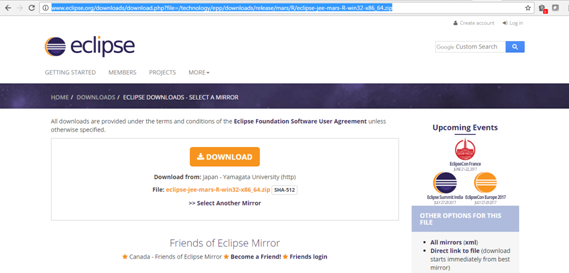 www.eclipse.org/downloads/download.php?file=/technology/epp/downloads/release/mars/R/eclipse-jee-mars-R-win32-x86_64.zip
Create account Log in
eclipse
Google Custom Search
GETTING STARTED MEMBERS PROJECTS MORE
HOME / DOWNLOADS / ECLIPSE DOWNLOADS - SELECT A MIRROR
All downloads are provided under the terms and conditions of the Eclipse Foundation Software User Agreement unless
otherwise specified.
DOWNLOAD
Download from: Japan - Yamagata University (http)
File: eclipse-jee-mars-R-win32-x86_64.zip SHA-512
>> Select Another Mirror
Friends of Eclipse Mirror
Canada - Friends of Eclipse Mirror Become a Friend! Friends login
Upcoming Events
EclipseCon France
Eclipse Summit India EclipseCon Europe 2017
OTHER OPTIONS FOR THIS
FILE
All mirrors (xml)
Direct link to file (download
starts immediately from best
mirror)